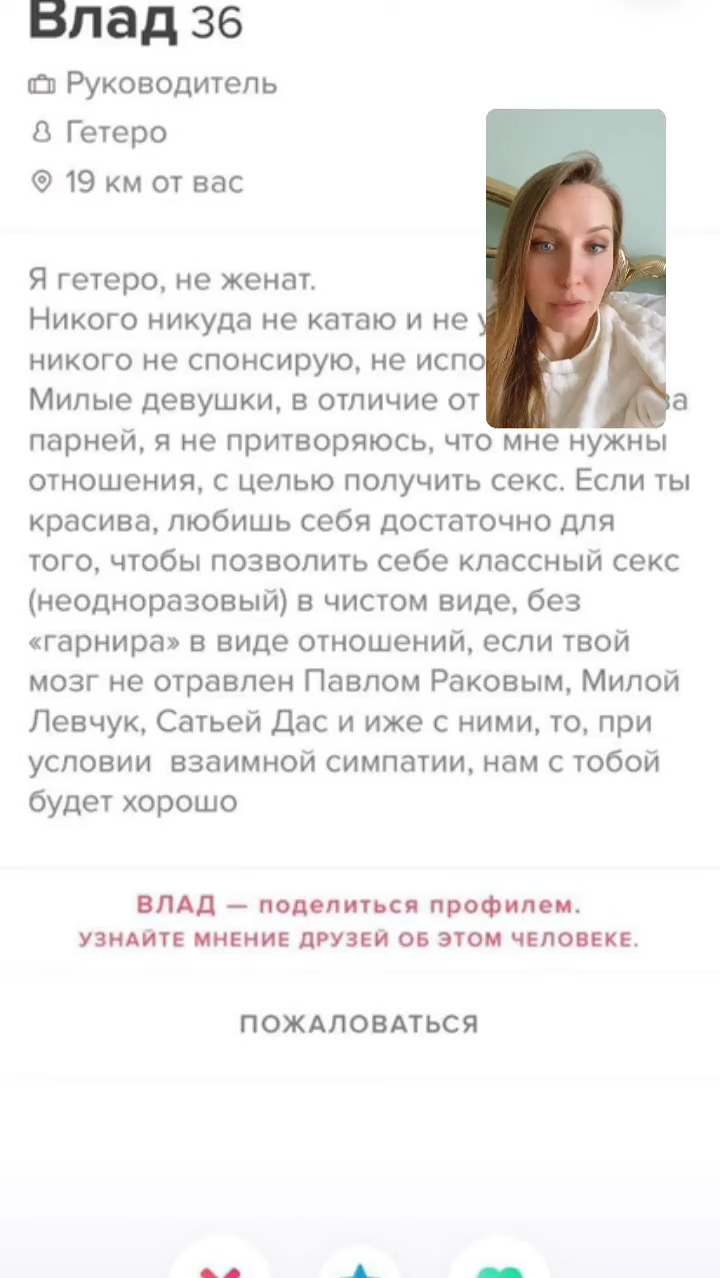 Влад 36
Руководитель
Гетеро
19 км от вас
Я гетеро, не женат.
Никого никуда не катаю и не
никого не спонсирую, не
Милые девушки, в отличие от
парней, я не притворяюсь, что мне нужны
отношения, с целью получить секс. Если ты
красива, любишь себя достаточно для
того, чтобы позволить себе классный секс
(неодноразовый) в чистом виде, без
«гарнира» в виде отношений, если твой
мозг не отравлен Павлом Раковым, Милой
Левчук, Сатьей Дас и иже с ними, то, при
условии взаимной симпатии, нам с тобой
будет хорошо
ВЛАД — поделиться профилем.
УЗНАЙТЕ МНЕНИЕ ДРУЗЕЙ ОБ ЭТОМ ЧЕЛОВЕКЕ.
ПОЖАЛОВАТЬСЯ